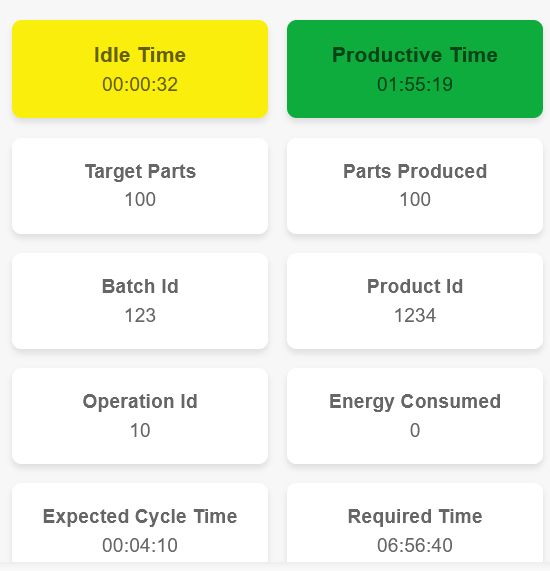 Idle Time
00:00:32
Productive Time
01:55:19
Target Parts
100
Parts Produced
100
Batch Id
123
Product Id
1234
Operation Id
10
Energy Consumed
0
Expected Cycle Time
00:04:10
Required Time
06:56:40